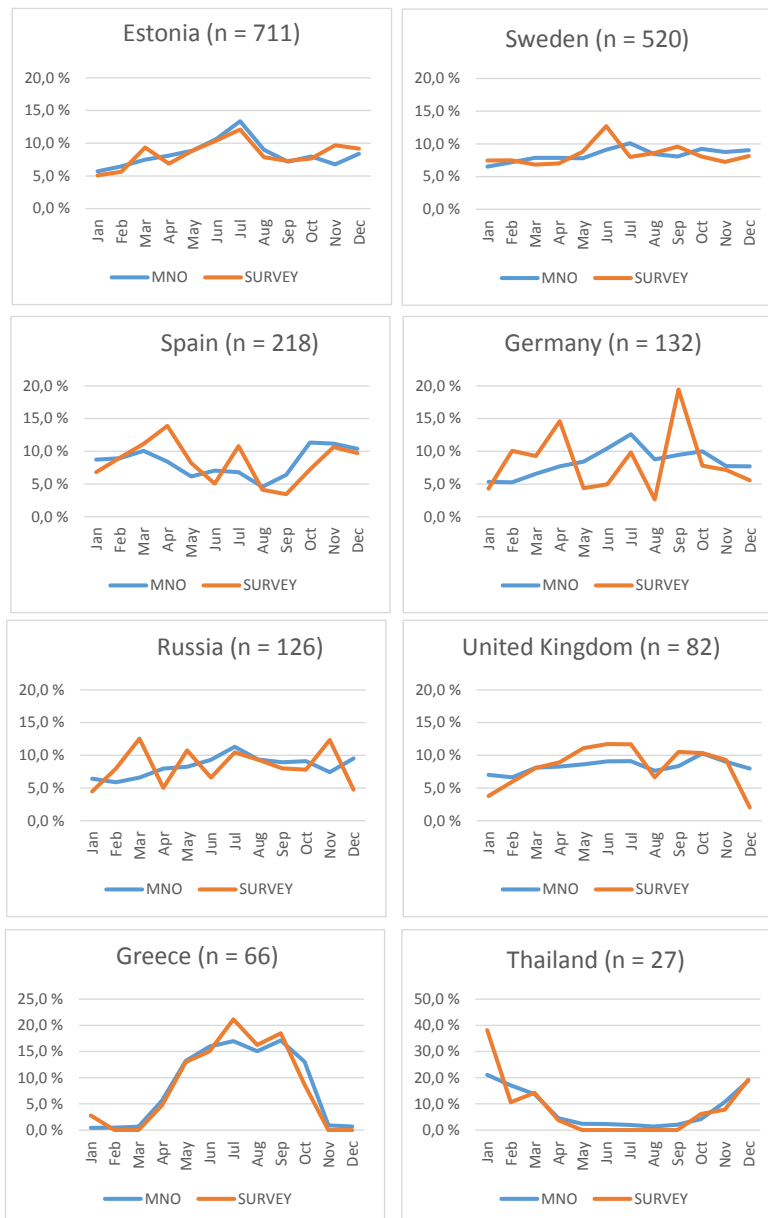 Estonia (n = 711)
20,0 %
15,0 %
10,0 %
5,0 %
0,0 %
Jan Feb Mar Apr May Jun Jul Aug Sep Oct Nov Dec
MNO SURVEY
Sweden (n = 520)
20,0 %
15,0 %
10,0 %
5,0 %
0,0 %
Jan Feb Mar Apr May Jun Jul Aug Sep Oct Nov Dec
MNO SURVEY
Spain (n = 218)
20,0 %
15,0 %
10,0 %
5,0 %
0,0 %
Jan Feb Mar Apr May Jun Jul Aug Sep Oct Nov Dec
MNO SURVEY
Germany (n = 132)
20,0 %
15,0 %
10,0 %
5,0 %
0,0 %
Jan Feb Mar Apr May Jun Jul Aug Sep Oct Nov Dec
MNO SURVEY
Russia (n = 126)
20,0 %
15,0 %
10,0 %
5,0 %
0,0 %
Jan Feb Mar Apr May Jun Jul Aug Sep Oct Nov Dec
MNO SURVEY
United Kingdom (n = 82)
20,0 %
15,0 %
10,0 %
5,0 %
0,0 %
Jan Feb Mar Apr May Jun Jul Aug Sep Oct Nov Dec
MNO SURVEY
Greece (n = 66)
25,0 %
20,0 %
15,0 %
10,0 %
5,0 %
0,0 %
Jan Feb Mar Apr May Jun Jul Aug Sep Oct Nov Dec
MNO SURVEY
Thailand (n = 27)
50,0 %
40,0 %
30,0 %
20,0 %
10,0 %
0,0 %
Jan Feb Mar Apr May Jun Jul Aug Sep Oct Nov Dec
MNO SURVEY